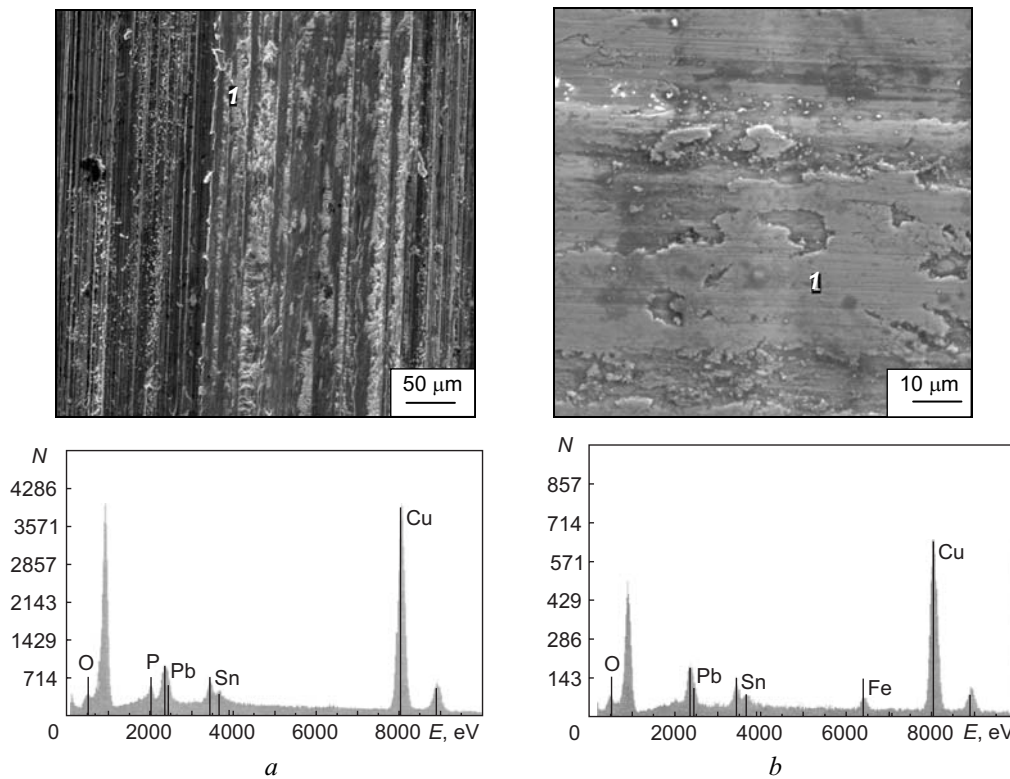 1
50 μm
1
10 μm
N
4286
3571
2857
2143
1429
714
O
P
Pb
Sn
Cu
0
2000
4000
6000
8000
E, eV
a
N
857
714
571
429
286
143
O
Pb
Sn
Fe
Cu
0
2000
4000
6000
8000
E, eV
b